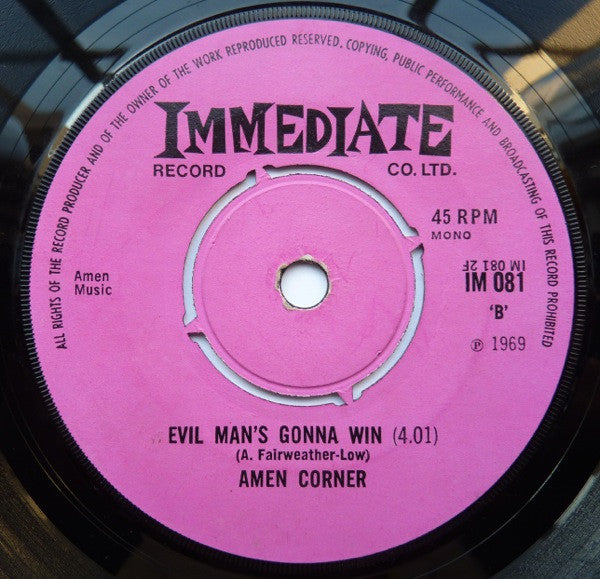 ALL RIGHTS OF THE RECORD PRODUCER AND OF THE OWNER OF THE WORK REPRODUCED RESERVED. COPYING, PUBLIC PERFORMANCE AND BROADCASTING OF THIS RECORD PROHIBITED
IMMEDIATE
RECORD CO. LTD.
45 RPM
MONO
Amen
Music
IM 081 2F
IM 081
'B'
℗ 1969
EVIL MAN'S GONNA WIN (4.01)
(A. Fairweather-Low)
AMEN CORNER